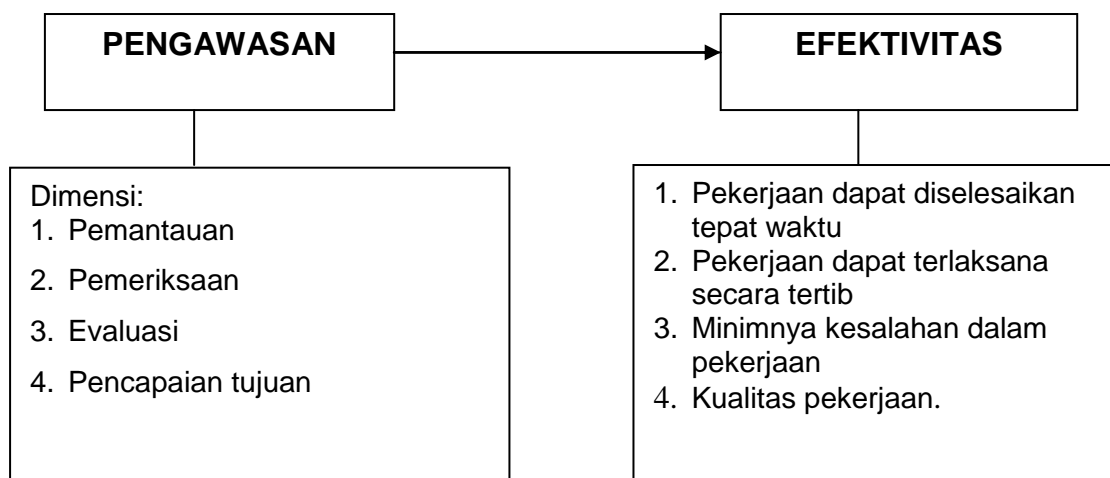 PENGAWASAN
EFEKTIVITAS
Dimensi:
1. Pemantauan
2. Pemeriksaan
3. Evaluasi
4. Pencapaian tujuan
1. Pekerjaan dapat diselesaikan
tepat waktu
2. Pekerjaan dapat terlaksana
secara tertib
3. Minimnya kesalahan dalam
pekerjaan
4. Kualitas pekerjaan.